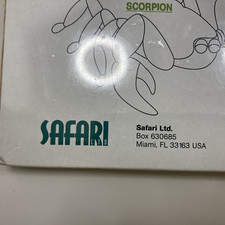 SCORPION
SAFARI
Safari Ltd.
Box 630685
Miami, FL 33163 USA